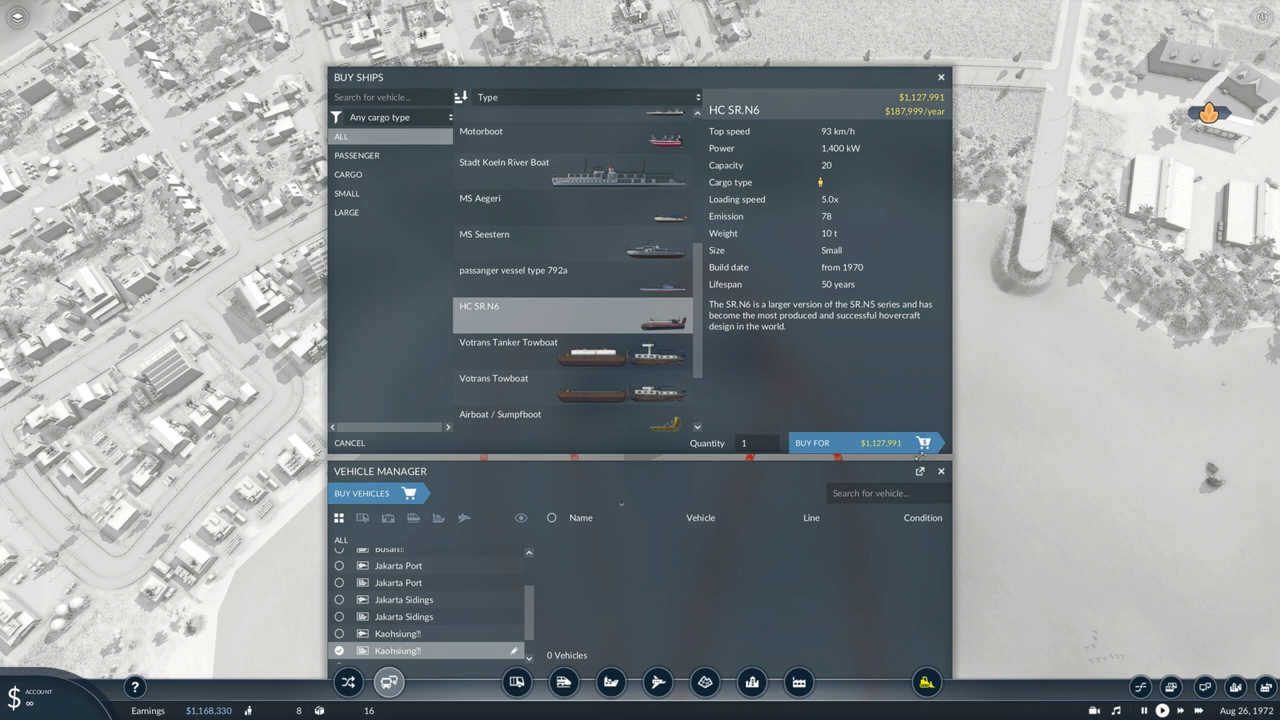 BUY SHIPS
Search for vehicle...
Type
Any cargo type
ALL
PASSENGER
CARGO
SMALL
LARGE
Motorboot
Stadt Koeln River Boat
MS Aegeri
MS Seestern
passanger vessel type 792a
HC SR.N6
Votrans Tanker Towboat
Votrans Towboat
Airboat / Sumpfboot
HC SR.N6
$1,127,991
$187,999/year
Top speed 93 km/h
Power 1,400 kW
Capacity 20
Cargo type
Loading speed 5.0x
Emission 78
Weight 10 t
Size Small
Build date from 1970
Lifespan 50 years
The SR.N6 is a larger version of the SR.N5 series and has
become the most produced and successful hovercraft
design in the world.
CANCEL
Quantity 1
BUY FOR $1,127,991
VEHICLE MANAGER
BUY VEHICLES
Search for vehicle...
Name Vehicle Line Condition
ALL
Jakarta Port
Jakarta Port
Jakarta Sidings
Jakarta Sidings
Kaohsiung
Kaohsiung
0 Vehicles
$ ACCOUNT
∞
?
Earnings $1,168,330 8 16
Aug 26, 1972